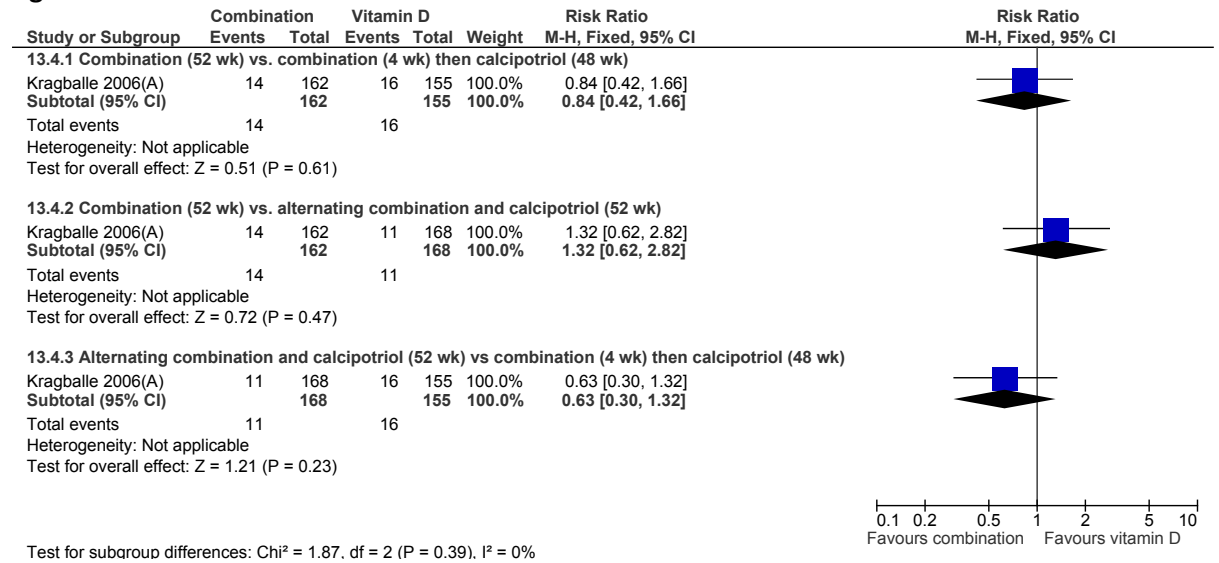 Combination Vitamin D Risk Ratio Risk Ratio
Study or Subgroup Events Total Events Total Weight M-H, Fixed, 95% CI M-H, Fixed, 95% CI
13.4.1 Combination (52 wk) vs. combination (4 wk) then calcipotriol (48 wk)
Kragballe 2006(A) 14 162 16 155 100.0% 0.84 [0.42, 1.66]
Subtotal (95% CI) 162 155 100.0% 0.84 [0.42, 1.66]
Total events 14 16
Heterogeneity: Not applicable
Test for overall effect: Z = 0.51 (P = 0.61)
13.4.2 Combination (52 wk) vs. alternating combination and calcipotriol (52 wk)
Kragballe 2006(A) 14 162 11 168 100.0% 1.32 [0.62, 2.82]
Subtotal (95% CI) 162 168 100.0% 1.32 [0.62, 2.82]
Total events 14 11
Heterogeneity: Not applicable
Test for overall effect: Z = 0.72 (P = 0.47)
13.4.3 Alternating combination and calcipotriol (52 wk) vs combination (4 wk) then calcipotriol (48 wk)
Kragballe 2006(A) 11 168 16 155 100.0% 0.63 [0.30, 1.32]
Subtotal (95% CI) 168 155 100.0% 0.63 [0.30, 1.32]
Total events 11 16
Heterogeneity: Not applicable
Test for overall effect: Z = 1.21 (P = 0.23)
0.1 0.2 0.5 1 2 5 10
Favours combination Favours vitamin D
Test for subgroup differences: Chi² = 1.87, df = 2 (P = 0.39), I² = 0%